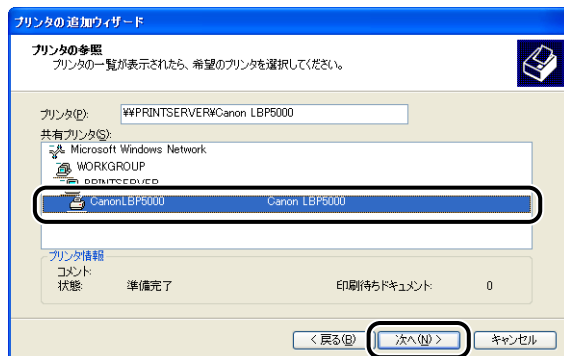 プリンタの追加ウィザード
プリンタの参照
プリンタの一覧が表示されたら、希望のプリンタを選択してください。
プリンタ(P): ¥¥PRINTSERVER¥Canon LBP5000
共有プリンタ(S):
Microsoft Windows Network
WORKGROUP
PRINTSERVER
CanonLBP5000 Canon LBP5000
プリンタ情報
コメント:
状態: 準備完了 印刷待ちドキュメント: 0
< 戻る(B) 次へ(N) > キャンセル